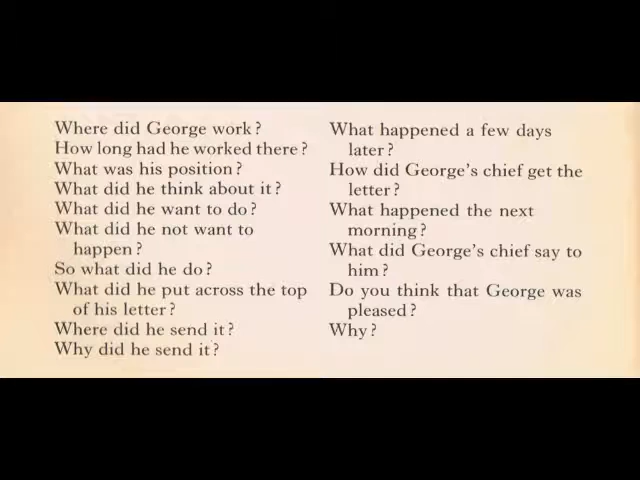 Where did George work?
How long had he worked there?
What was his position?
What did he think about it?
What did he want to do?
What did he not want to
happen?
So what did he do?
What did he put across the top
of his letter?
Where did he send it?
Why did he send it?
What happened a few days
later?
How did George's chief get the
letter?
What happened the next
morning?
What did George's chief say to
him?
Do you think that George was
pleased?
Why?